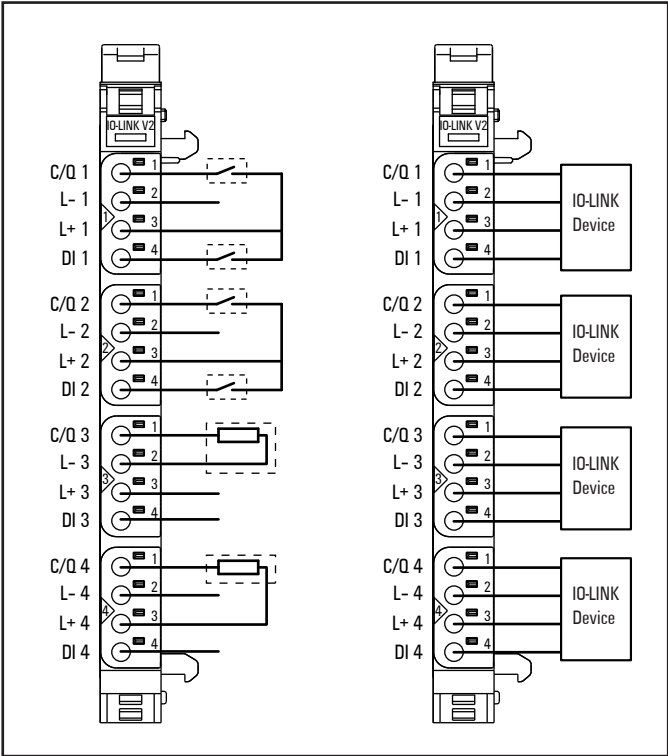 IO-LINK V2
C/Q 1
1
L- 1
2
1
L+ 1
3
DI 1
4
C/Q 2
1
L- 2
2
2
L+ 2
3
DI 2
4
C/Q 3
1
L- 3
2
3
L+ 3
3
DI 3
4
C/Q 4
1
L- 4
2
4
L+ 4
3
DI 4
4
IO-LINK V2
C/Q 1
1
L- 1
2
1
L+ 1
3
DI 1
4
IO-LINK
Device
C/Q 2
1
L- 2
2
2
L+ 2
3
DI 2
4
IO-LINK
Device
C/Q 3
1
L- 3
2
3
L+ 3
3
DI 3
4
IO-LINK
Device
C/Q 4
1
L- 4
2
4
L+ 4
3
DI 4
4
IO-LINK
Device